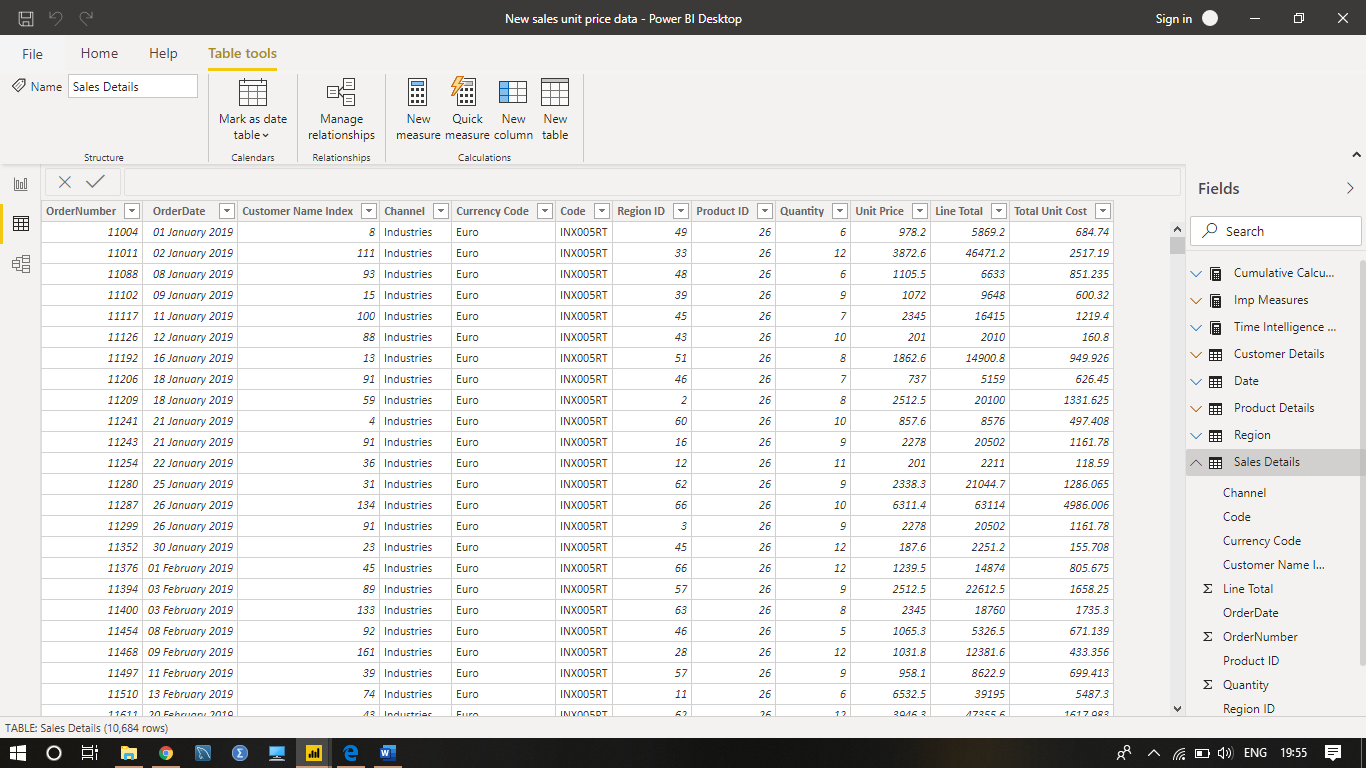 New sales unit price data - Power BI Desktop
Sign in
File Home Help Table tools
Name Sales Details
Mark as date table
Manage relationships
New measure
Quick measure
New column
New table
Structure Calendars Relationships Calculations
OrderNumber OrderDate Customer Name Index Channel Currency Code Code Region ID Product ID Quantity Unit Price Line Total Total Unit Cost
11004 01 January 2019 8 Industries Euro INX005RT 49 26 6 978.2 5869.2 684.74
11011 02 January 2019 111 Industries Euro INX005RT 33 26 12 3872.6 46471.2 2517.19
11088 08 January 2019 93 Industries Euro INX005RT 48 26 6 1105.5 6633 851.235
11102 09 January 2019 15 Industries Euro INX005RT 39 26 9 1072 9648 600.32
11117 11 January 2019 100 Industries Euro INX005RT 45 26 7 2345 16415 1219.4
11126 12 January 2019 88 Industries Euro INX005RT 43 26 10 201 2010 160.8
11192 16 January 2019 13 Industries Euro INX005RT 51 26 8 1862.6 14900.8 949.926
11206 18 January 2019 91 Industries Euro INX005RT 46 26 7 737 5159 626.45
11209 18 January 2019 59 Industries Euro INX005RT 2 26 8 2512.5 20100 1331.625
11241 21 January 2019 4 Industries Euro INX005RT 60 26 10 857.6 8576 497.408
11243 21 January 2019 91 Industries Euro INX005RT 16 26 9 2278 20502 1161.78
11254 22 January 2019 36 Industries Euro INX005RT 12 26 11 201 2211 118.59
11280 25 January 2019 31 Industries Euro INX005RT 62 26 9 2338.3 21044.7 1286.065
11287 26 January 2019 134 Industries Euro INX005RT 66 26 10 6311.4 63114 4986.006
11299 26 January 2019 91 Industries Euro INX005RT 3 26 9 2278 20502 1161.78
11352 30 January 2019 23 Industries Euro INX005RT 45 26 12 187.6 2251.2 155.708
11376 01 February 2019 45 Industries Euro INX005RT 66 26 12 1239.5 14874 805.675
11394 03 February 2019 89 Industries Euro INX005RT 57 26 9 2512.5 22612.5 1658.25
11400 03 February 2019 133 Industries Euro INX005RT 63 26 8 2345 18760 1735.3
11454 08 February 2019 92 Industries Euro INX005RT 46 26 5 1065.3 5326.5 671.139
11468 09 February 2019 161 Industries Euro INX005RT 28 26 12 1031.8 12381.6 433.356
11497 11 February 2019 39 Industries Euro INX005RT 57 26 9 958.1 8622.9 699.413
11510 13 February 2019 74 Industries Euro INX005RT 11 26 6 6532.5 39195 5487.3
11611 20 February 2019 43 Industries Euro INX005RT 62 26 12 3946.3 47355.6 1617.983
Fields
Search
Cumulative Calcu...
Imp Measures
Time Intelligence ...
Customer Details
Date
Product Details
Region
Sales Details
Channel
Code
Currency Code
Customer Name I...
Σ Line Total
OrderDate
Σ OrderNumber
Product ID
Σ Quantity
Region ID
TABLE: Sales Details (10,684 rows)
ENG 19:55